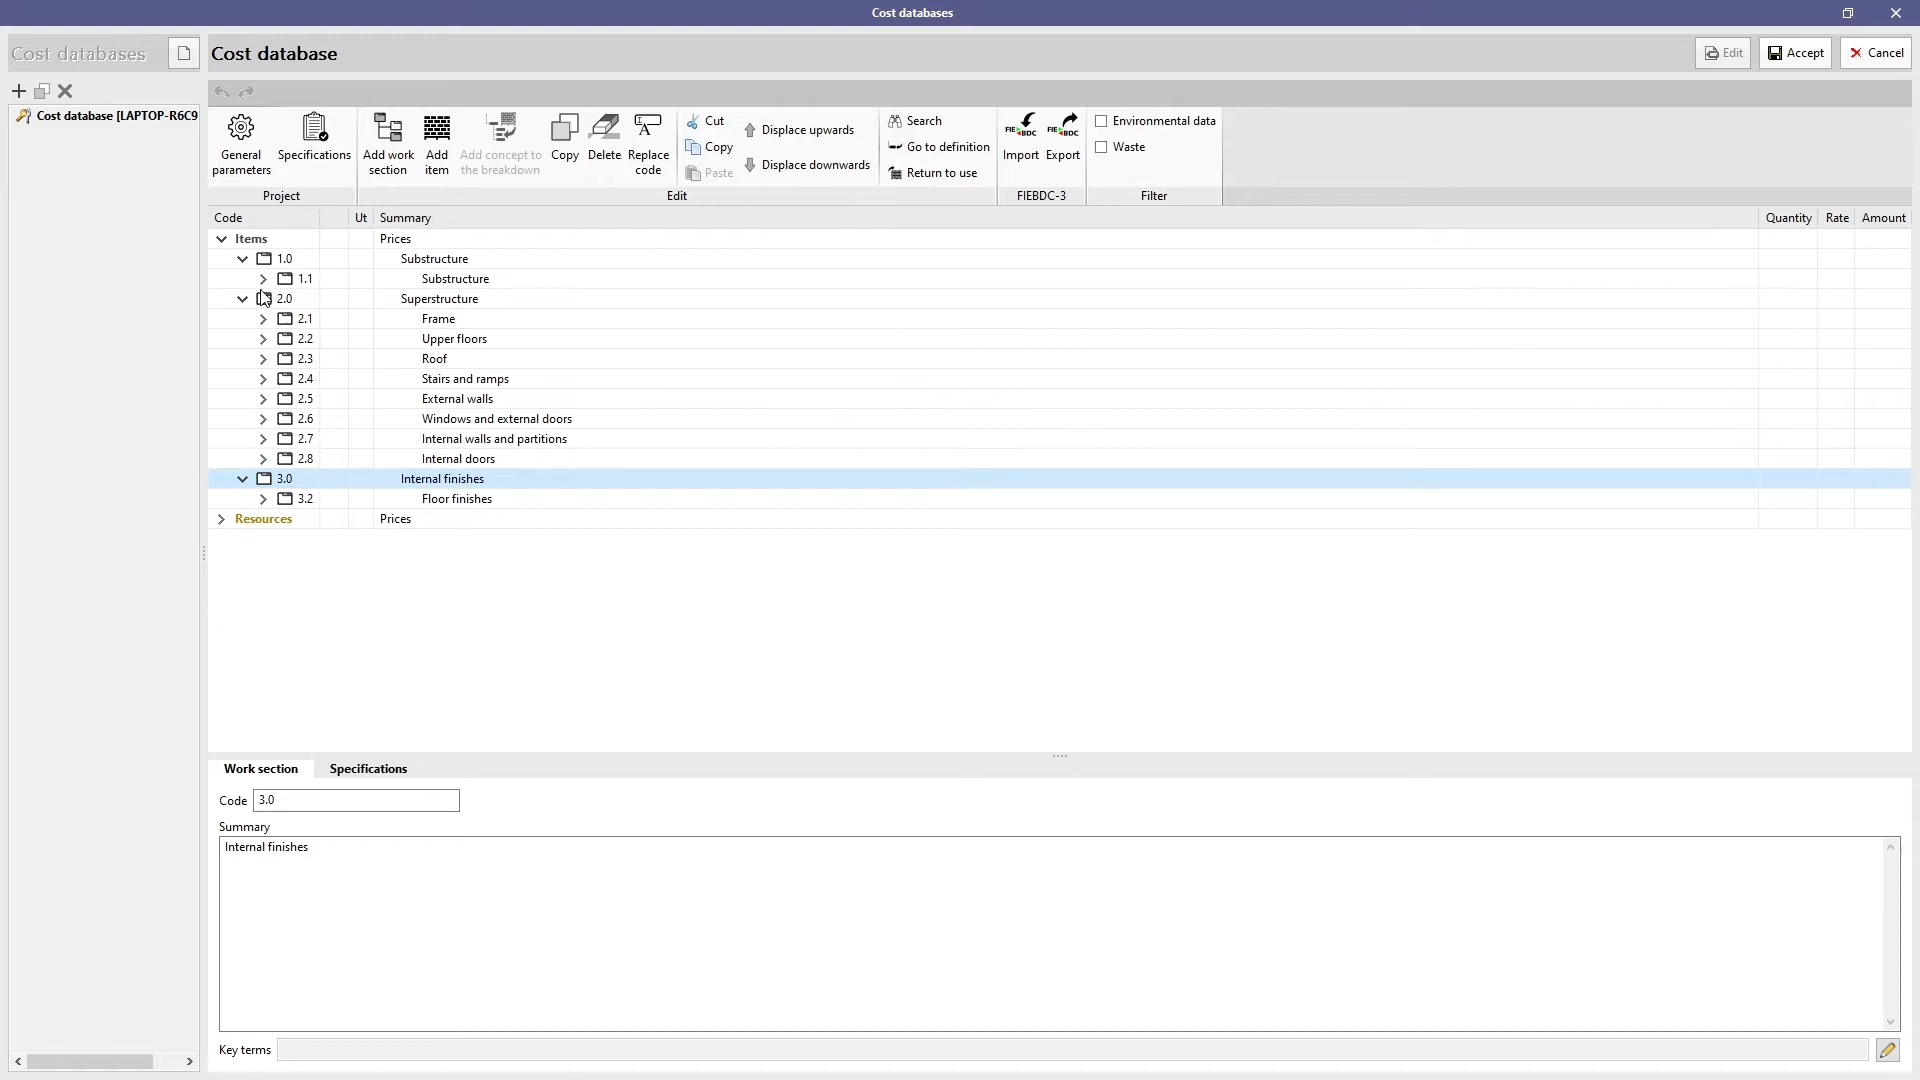 Cost databases
Cost databases
Cost database
Edit
Accept
Cancel
Cost database [LAPTOP-R6C9
General parameters
Specifications
Add work section
Add item
Add concept to the breakdown
Copy
Delete
Replace code
Cut
Copy
Paste
Displace upwards
Displace downwards
Search
Go to definition
Return to use
Import
Export
Environmental data
Waste
Project
Edit
FIEBDC-3
Filter
Code Ut Summary Quantity Rate Amount
Items Prices
1.0 Substructure
1.1 Substructure
2.0 Superstructure
2.1 Frame
2.2 Upper floors
2.3 Roof
2.4 Stairs and ramps
2.5 External walls
2.6 Windows and external doors
2.7 Internal walls and partitions
2.8 Internal doors
3.0 Internal finishes
3.2 Floor finishes
Resources Prices
Work section Specifications
Code 3.0
Summary
Internal finishes
Key terms